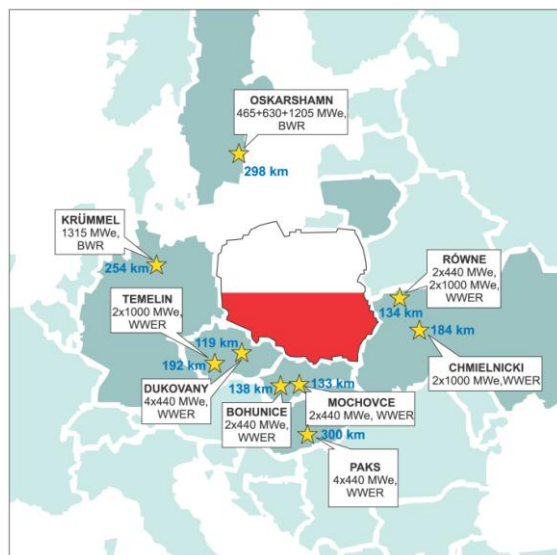 OSKARSHAMN
465+630+1205 MWe,
BWR
298 km
KRÜMMEL
1315 MWe,
BWR
254 km
RÓWNE
2x440 MWe,
2x1000 MWe,
WWER
134 km
TEMELIN
2x1000 MWe,
WWER
184 km
119 km
192 km
CHMIELNICKI
2x1000 MWe,WWER
DUKOVANY
4x440 MWe,
WWER
138 km
133 km
BOHUNICE
2x440 MWe,
WWER
MOCHOVCE
2x440 MWe, WWER
300 km
PAKS
4x440 MWe,
WWER